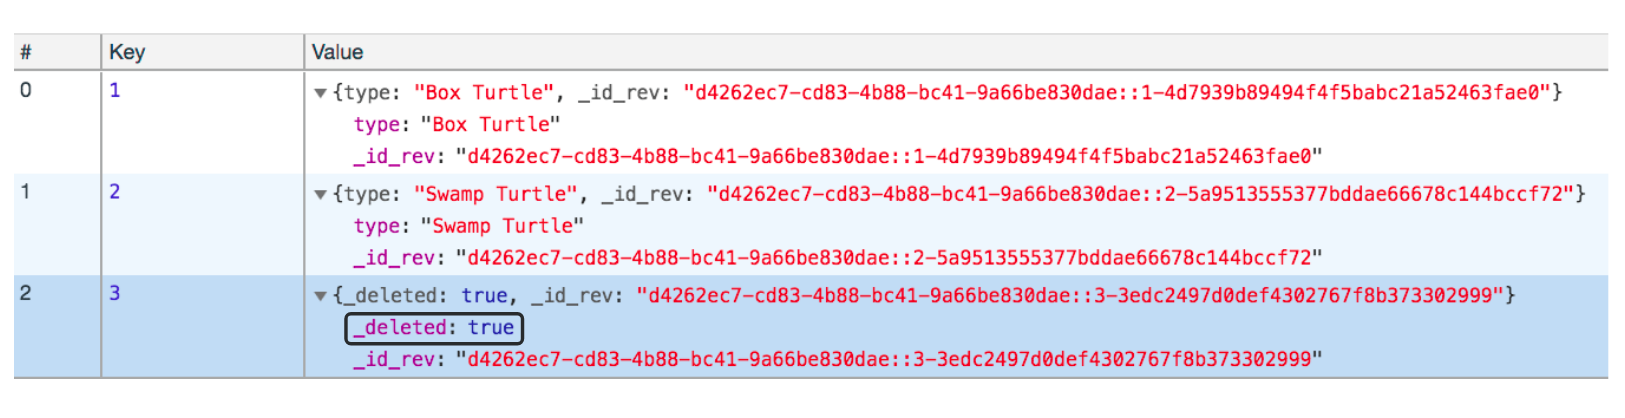 # Key Value
0 1 ▼{type: "Box Turtle", _id_rev: "d4262ec7-cd83-4b88-bc41-9a66be830dae::1-4d7939b89494f4f5babc21a52463fae0"}
type: "Box Turtle"
_id_rev: "d4262ec7-cd83-4b88-bc41-9a66be830dae::1-4d7939b89494f4f5babc21a52463fae0"
1 2 ▼{type: "Swamp Turtle", _id_rev: "d4262ec7-cd83-4b88-bc41-9a66be830dae::2-5a9513555377bddae66678c144bccf72"}
type: "Swamp Turtle"
_id_rev: "d4262ec7-cd83-4b88-bc41-9a66be830dae::2-5a9513555377bddae66678c144bccf72"
2 3 ▼{_deleted: true, _id_rev: "d4262ec7-cd83-4b88-bc41-9a66be830dae::3-3edc2497d0def4302767f8b373302999"}
_deleted: true
_id_rev: "d4262ec7-cd83-4b88-bc41-9a66be830dae::3-3edc2497d0def4302767f8b373302999"